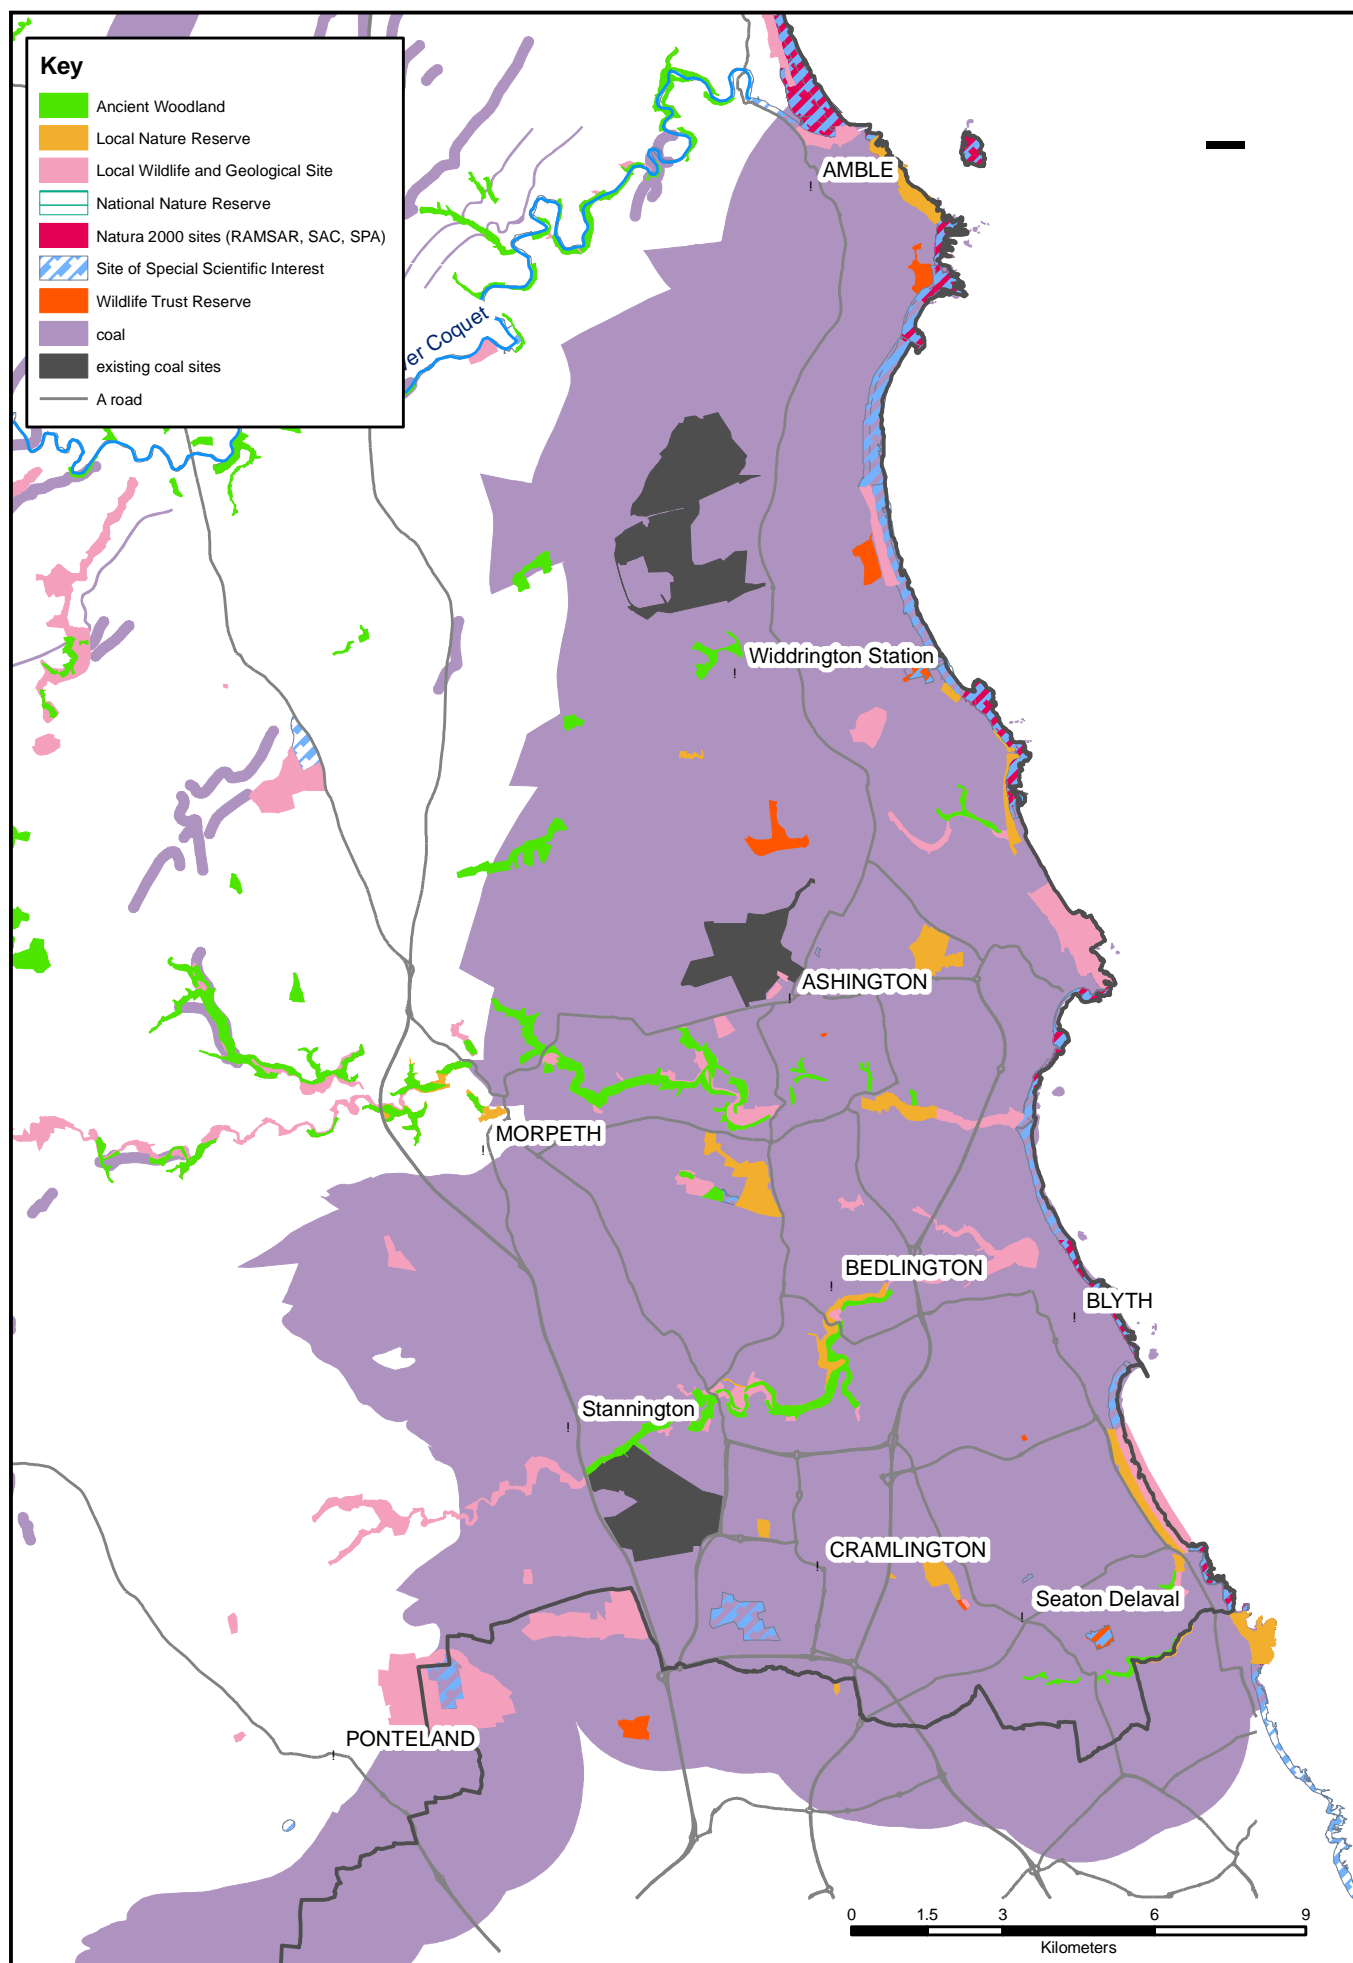 Key
Ancient Woodland
Local Nature Reserve
Local Wildlife and Geological Site
National Nature Reserve
Natura 2000 sites (RAMSAR, SAC, SPA)
Site of Special Scientific Interest
Wildlife Trust Reserve
coal
existing coal sites
A road
AMBLE
er Coquet
Widdrington Station
ASHINGTON
MORPETH
BEDLINGTON
BLYTH
Stannington
CRAMLINGTON
Seaton Delaval
PONTELAND
0 1.5 3 6 9
Kilometers